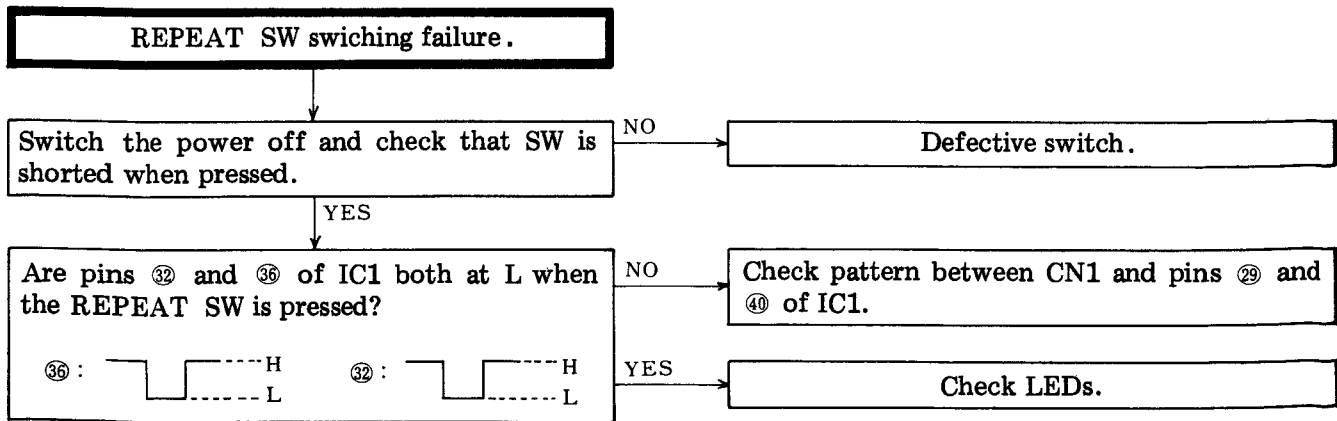 REPEAT SW swiching failure.
Switch the power off and check that SW is
shorted when pressed.
NO
Defective switch.
YES
Are pins ㉜ and ㊱ of IC1 both at L when
the REPEAT SW is pressed?
NO
Check pattern between CN1 and pins ㉙ and
㊵ of IC1.
㊱ : H
L
㉜ : H
L
YES
Check LEDs.